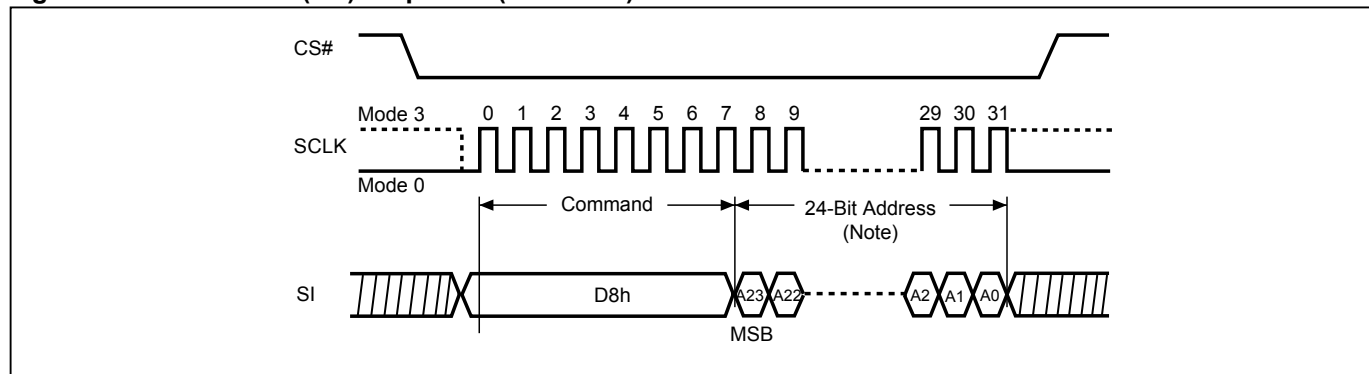 CS#
Mode 3
0 1 2 3 4 5 6 7 8 9 29 30 31
SCLK
Mode 0
Command
24-Bit Address
(Note)
SI
D8h
A23 A22
A2 A1 A0
MSB